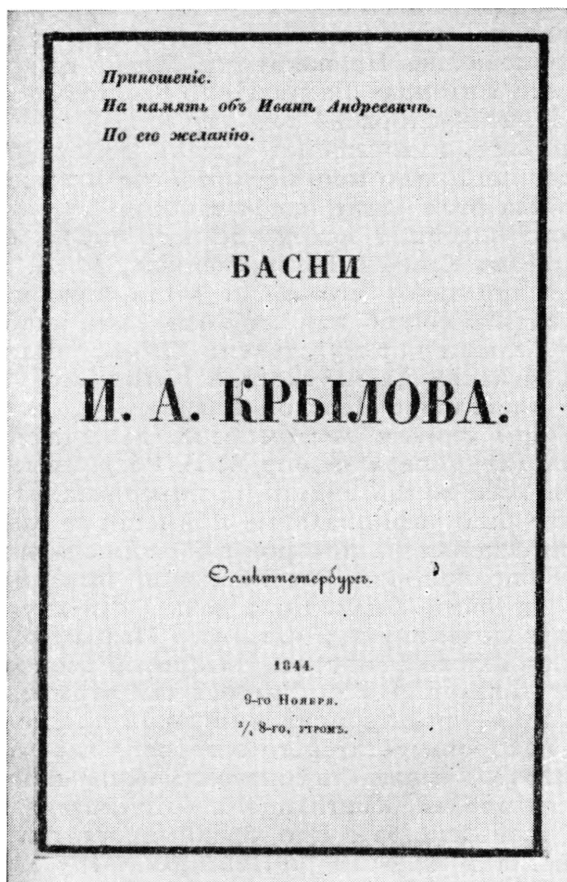 Приношеніе.
На память объ Иванѣ Андреевичѣ.
По его желанію.
БАСНИ
И. А. КРЫЛОВА.
Санктпетербургъ.
1844.
9-го Ноября.
¾ 8-го, утромъ.